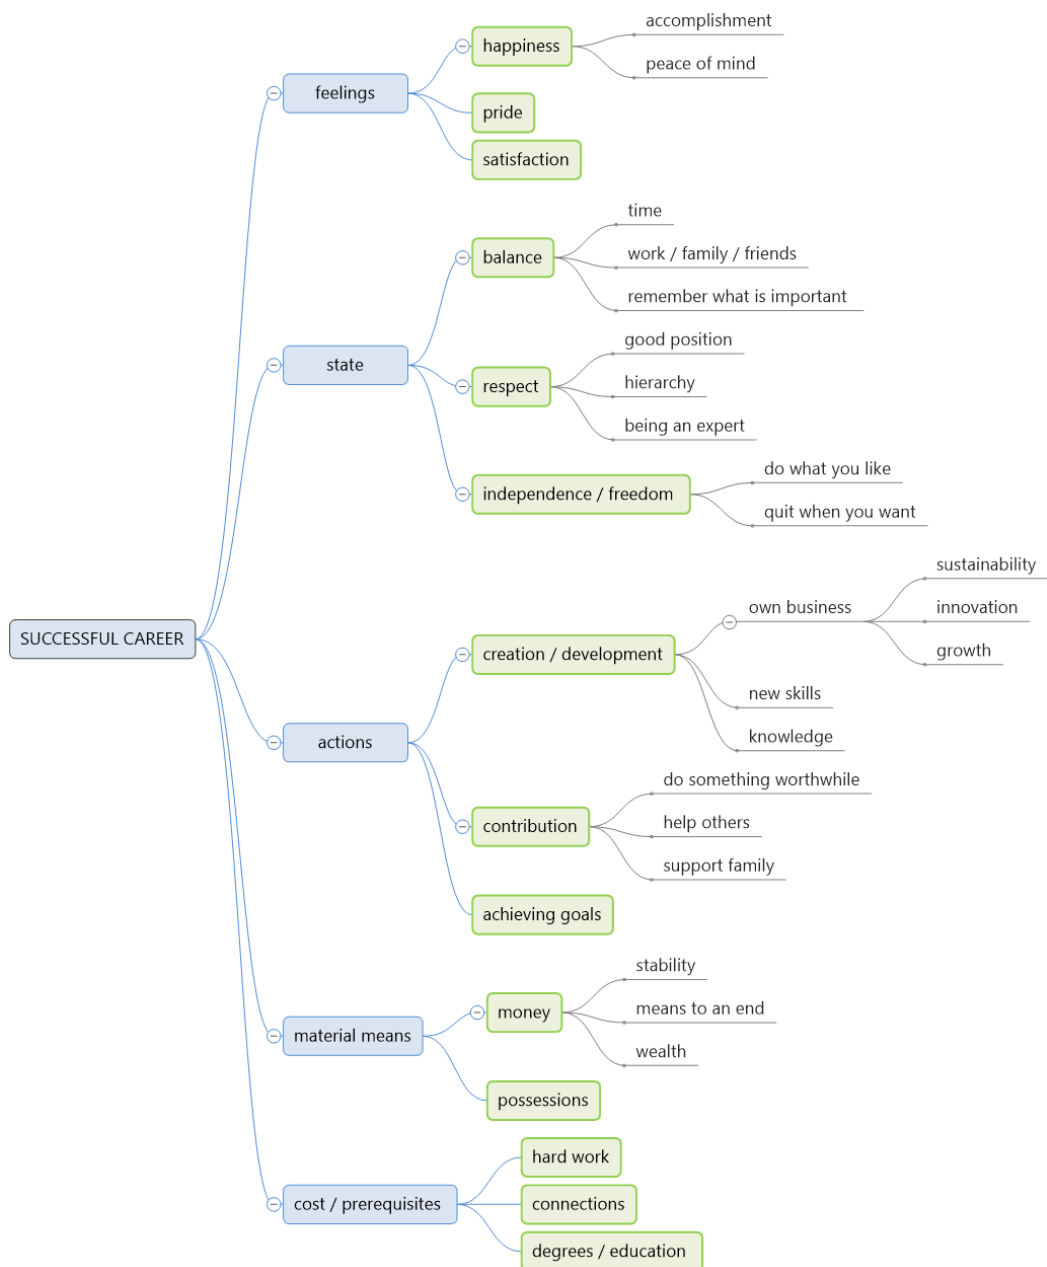 SUCCESSFUL CAREER
feelings
happiness
accomplishment
peace of mind
pride
satisfaction
state
balance
time
work / family / friends
remember what is important
respect
good position
hierarchy
being an expert
independence / freedom
do what you like
quit when you want
actions
creation / development
own business
sustainability
innovation
growth
new skills
knowledge
contribution
do something worthwhile
help others
support family
achieving goals
material means
money
stability
means to an end
wealth
possessions
cost / prerequisites
hard work
connections
degrees / education